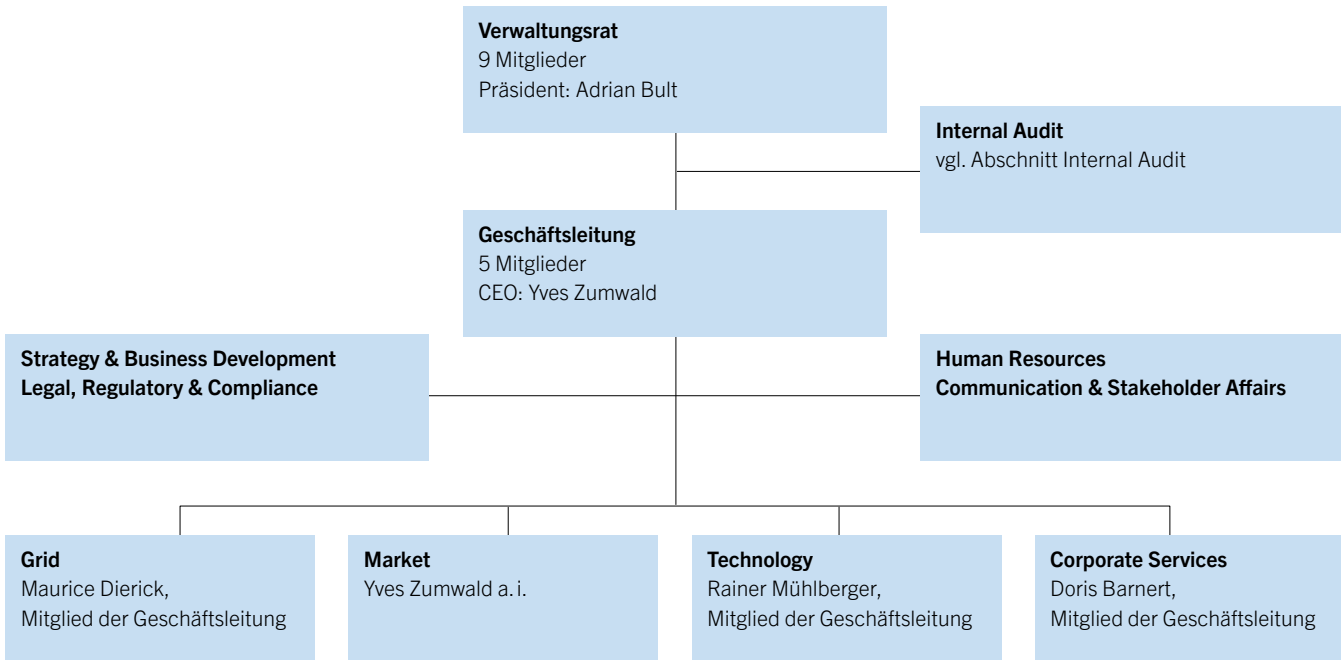 Verwaltungsrat
9 Mitglieder
Präsident: Adrian Bult
Internal Audit
vgl. Abschnitt Internal Audit
Geschäftsleitung
5 Mitglieder
CEO: Yves Zumwald
Strategy & Business Development
Legal, Regulatory & Compliance
Human Resources
Communication & Stakeholder Affairs
Grid
Maurice Dierick,
Mitglied der Geschäftsleitung
Market
Yves Zumwald a. i.
Technology
Rainer Mühlberger,
Mitglied der Geschäftsleitung
Corporate Services
Doris Barnert,
Mitglied der Geschäftsleitung